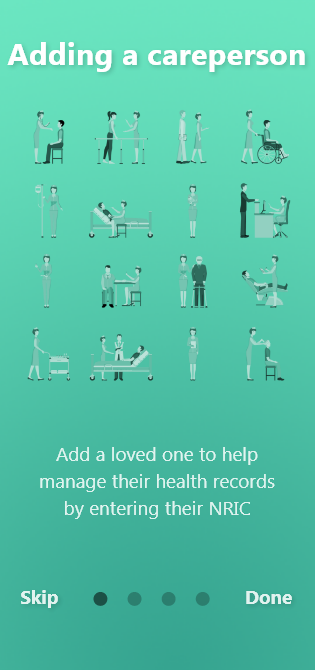 Adding a careperson
Add a loved one to help
manage their health records
by entering their NRIC
Skip
Done